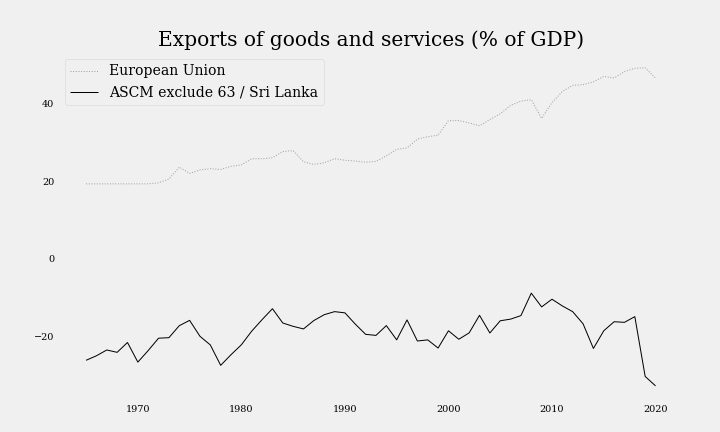 Exports of goods and services (% of GDP)
European Union
ASCM exclude 63 / Sri Lanka
40
20
0
−20
1970 1980 1990 2000 2010 2020